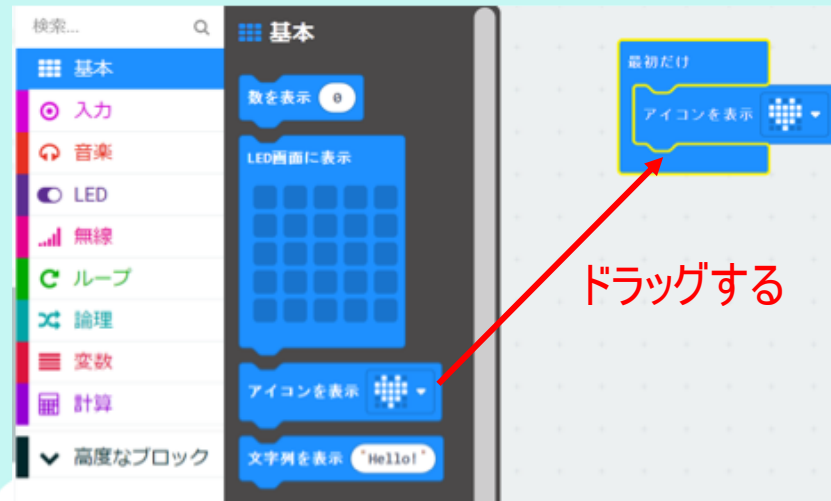 検索...
基本
入力
音楽
LED
無線
ループ
論理
変数
計算
高度なブロック
基本
数を表示 0
LED画面に表示
アイコンを表示
文字列を表示 "Hello!"
最初だけ
アイコンを表示
ドラッグする